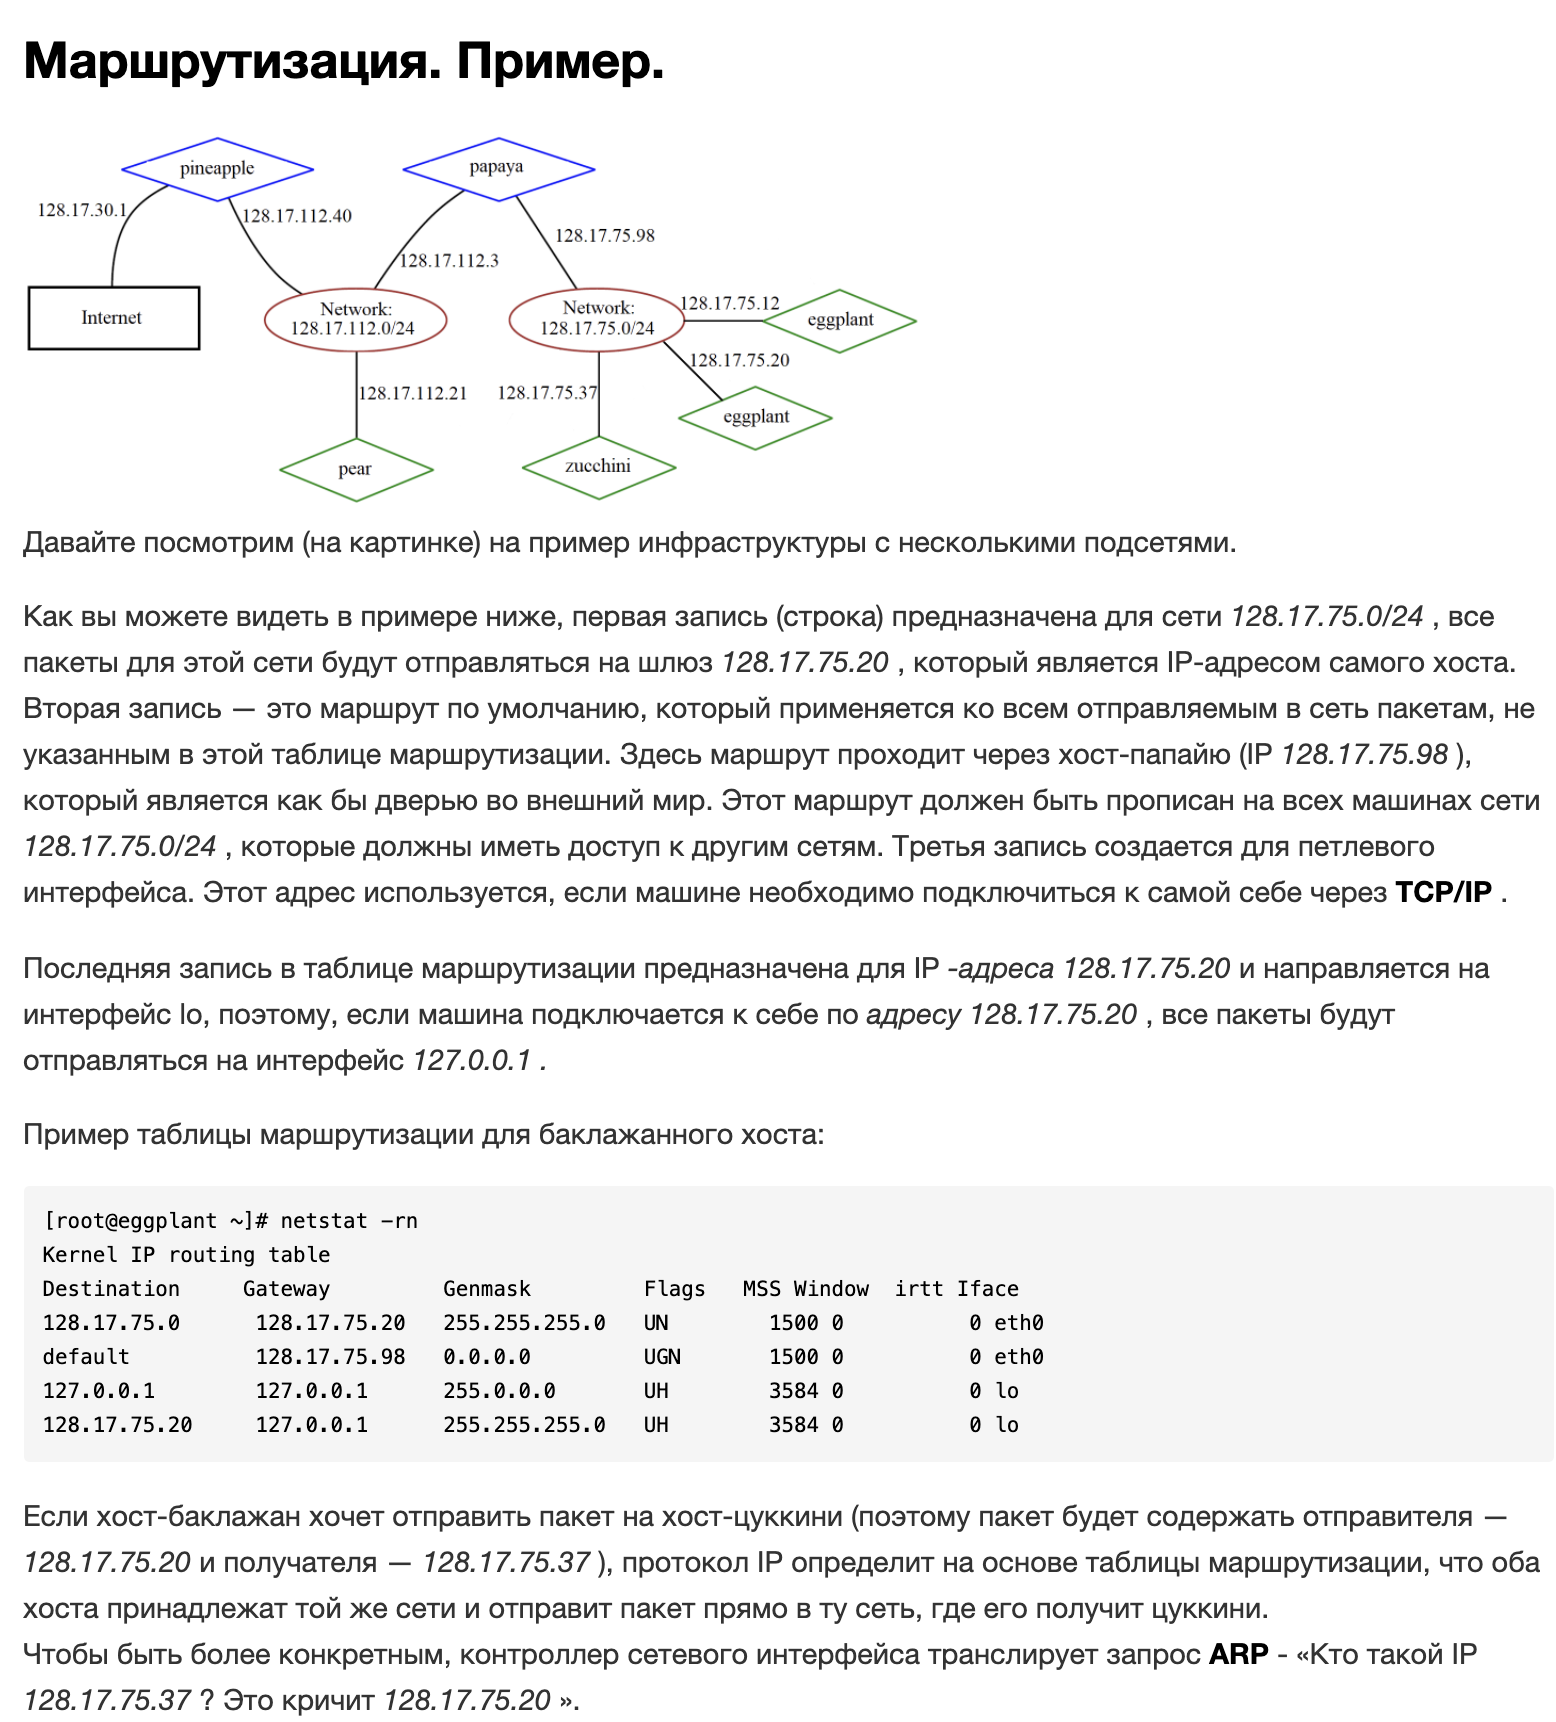 Маршрутизация. Пример.
pineapple
papaya
128.17.30.1
128.17.112.40
128.17.75.98
128.17.112.3
Internet
Network:
128.17.112.0/24
Network:
128.17.75.0/24
128.17.75.12
eggplant
128.17.75.20
128.17.112.21
128.17.75.37
eggplant
pear
zucchini
Давайте посмотрим (на картинке) на пример инфраструктуры с несколькими подсетями.
Как вы можете видеть в примере ниже, первая запись (строка) предназначена для сети 128.17.75.0/24 , все
пакеты для этой сети будут отправляться на шлюз 128.17.75.20 , который является IP-адресом самого хоста.
Вторая запись — это маршрут по умолчанию, который применяется ко всем отправляемым в сеть пакетам, не
указанным в этой таблице маршрутизации. Здесь маршрут проходит через хост-папайю (IP 128.17.75.98 ),
который является как бы дверью во внешний мир. Этот маршрут должен быть прописан на всех машинах сети
128.17.75.0/24 , которые должны иметь доступ к другим сетям. Третья запись создается для петлевого
интерфейса. Этот адрес используется, если машине необходимо подключиться к самой себе через TCP/IP .
Последняя запись в таблице маршрутизации предназначена для IP -адреса 128.17.75.20 и направляется на
интерфейс lo, поэтому, если машина подключается к себе по адресу 128.17.75.20 , все пакеты будут
отправляться на интерфейс 127.0.0.1 .
Пример таблицы маршрутизации для баклажанного хоста:
[root@eggplant ~]# netstat -rn
Kernel IP routing table
Destination     Gateway         Genmask         Flags   MSS Window  irtt Iface
128.17.75.0      128.17.75.20   255.255.255.0   UN        1500 0          0 eth0
default          128.17.75.98   0.0.0.0         UGN       1500 0          0 eth0
127.0.0.1        127.0.0.1      255.0.0.0       UH        3584 0          0 lo
128.17.75.20     127.0.0.1      255.255.255.0   UH        3584 0          0 lo
Если хост-баклажан хочет отправить пакет на хост-цуккини (поэтому пакет будет содержать отправителя —
128.17.75.20 и получателя — 128.17.75.37 ), протокол IP определит на основе таблицы маршрутизации, что оба
хоста принадлежат той же сети и отправит пакет прямо в ту сеть, где его получит цуккини.
Чтобы быть более конкретным, контроллер сетевого интерфейса транслирует запрос ARP - «Кто такой IP
128.17.75.37 ? Это кричит 128.17.75.20 ».